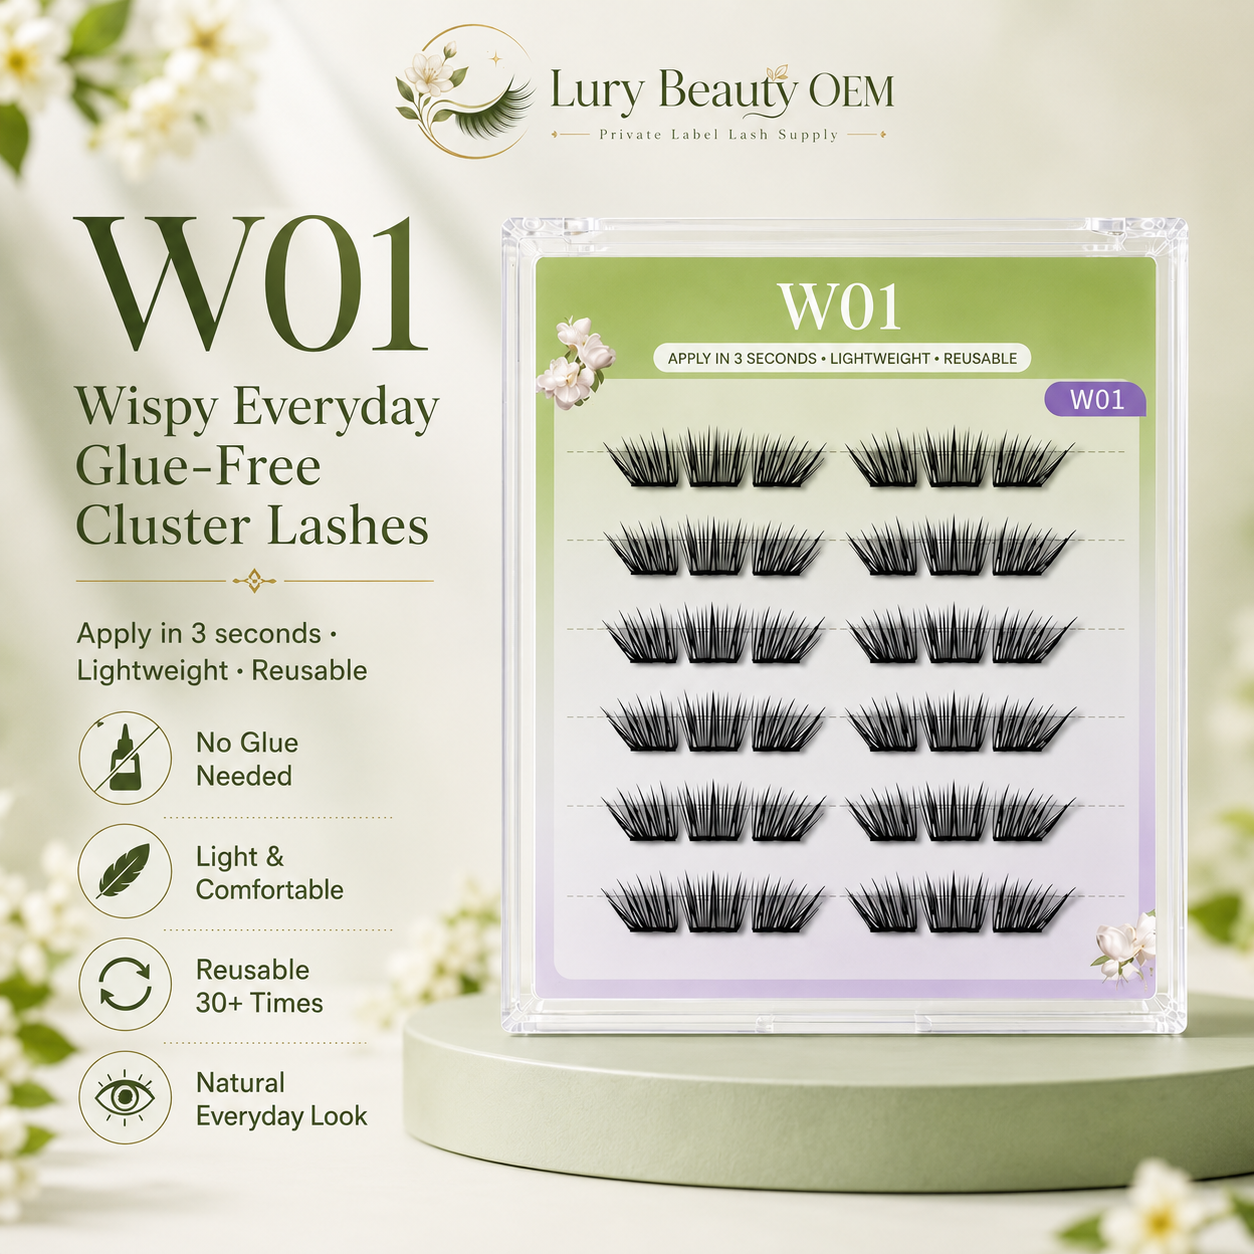 Lury Beauty OEM
Private Label Lash Supply
W01
Wispy Everyday
Glue-Free
Cluster Lashes
Apply in 3 seconds •
Lightweight • Reusable
No Glue
Needed
Light &
Comfortable
Reusable
30+ Times
Natural
Everyday Look
W01
APPLY IN 3 SECONDS • LIGHTWEIGHT • REUSABLE
W01